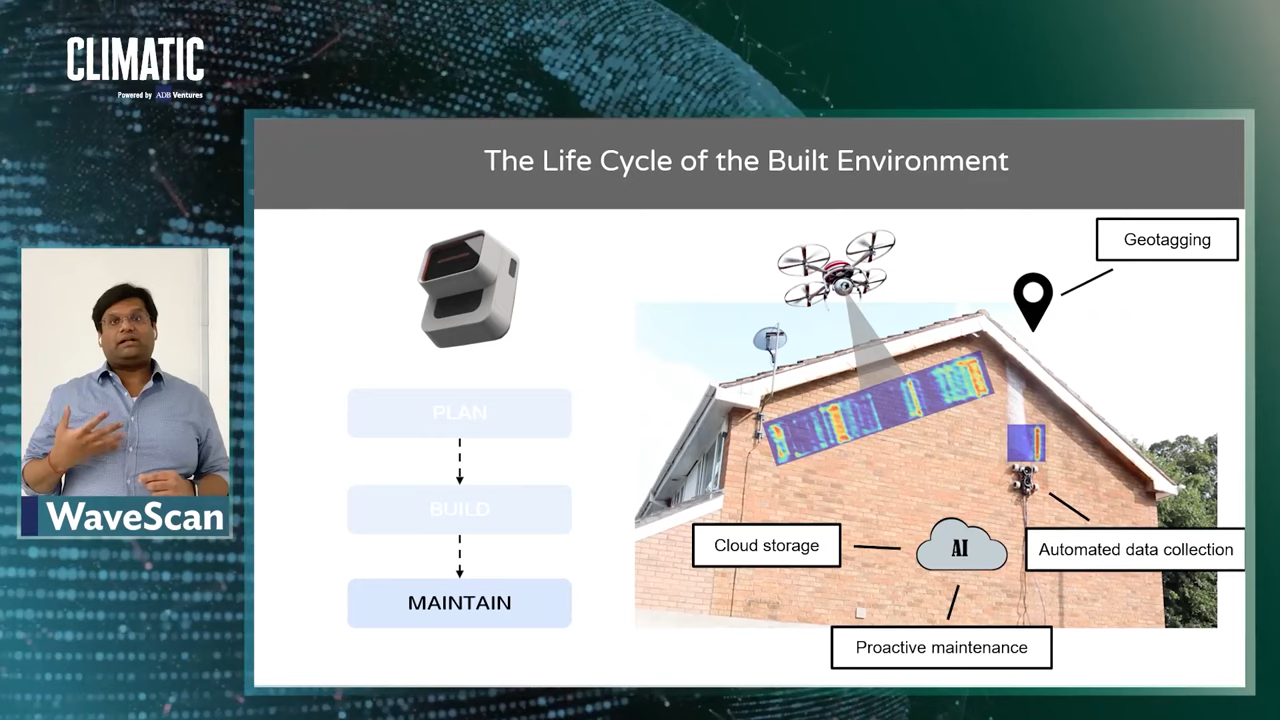 CLIMATIC
Powered by ADB Ventures
The Life Cycle of the Built Environment
Geotagging
PLAN
BUILD
MAINTAIN
Cloud storage
AI
Automated data collection
Proactive maintenance
WaveScan